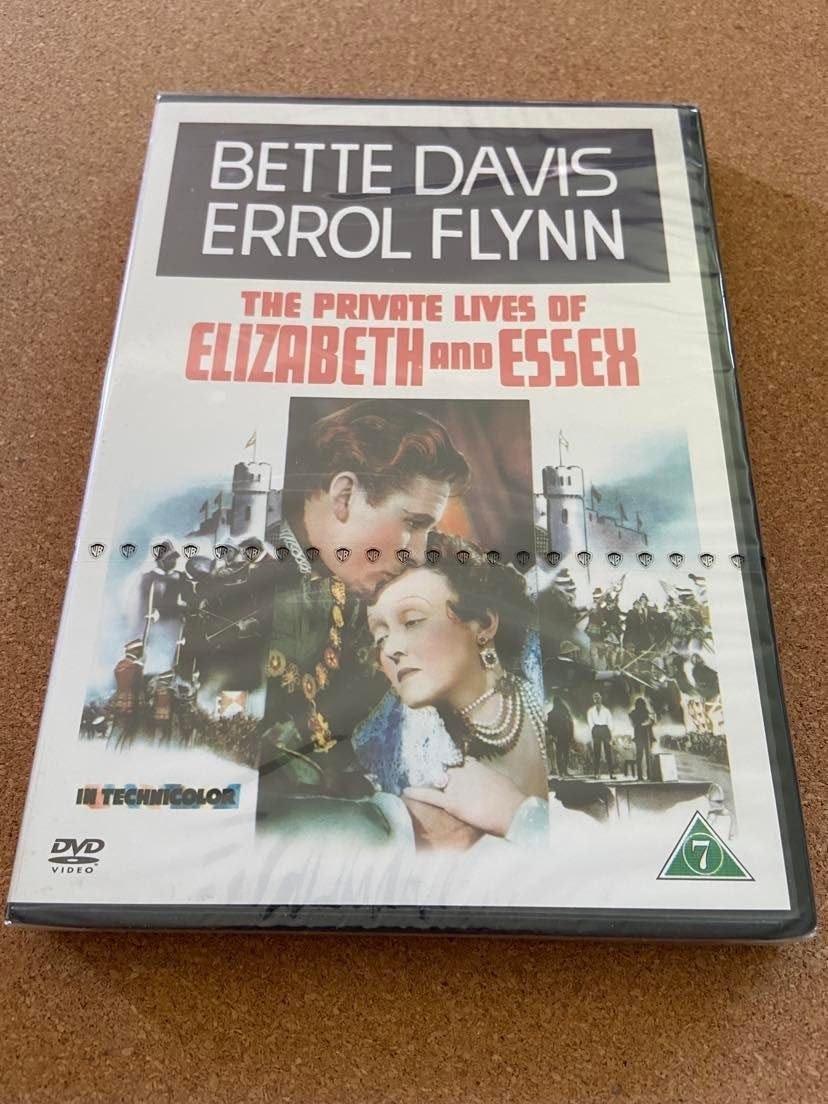 BETTE DAVIS
ERROL FLYNN
THE PRIVATE LIVES OF
ELIZABETH AND ESSEX
IN TECHNICOLOR
DVD
VIDEO
7